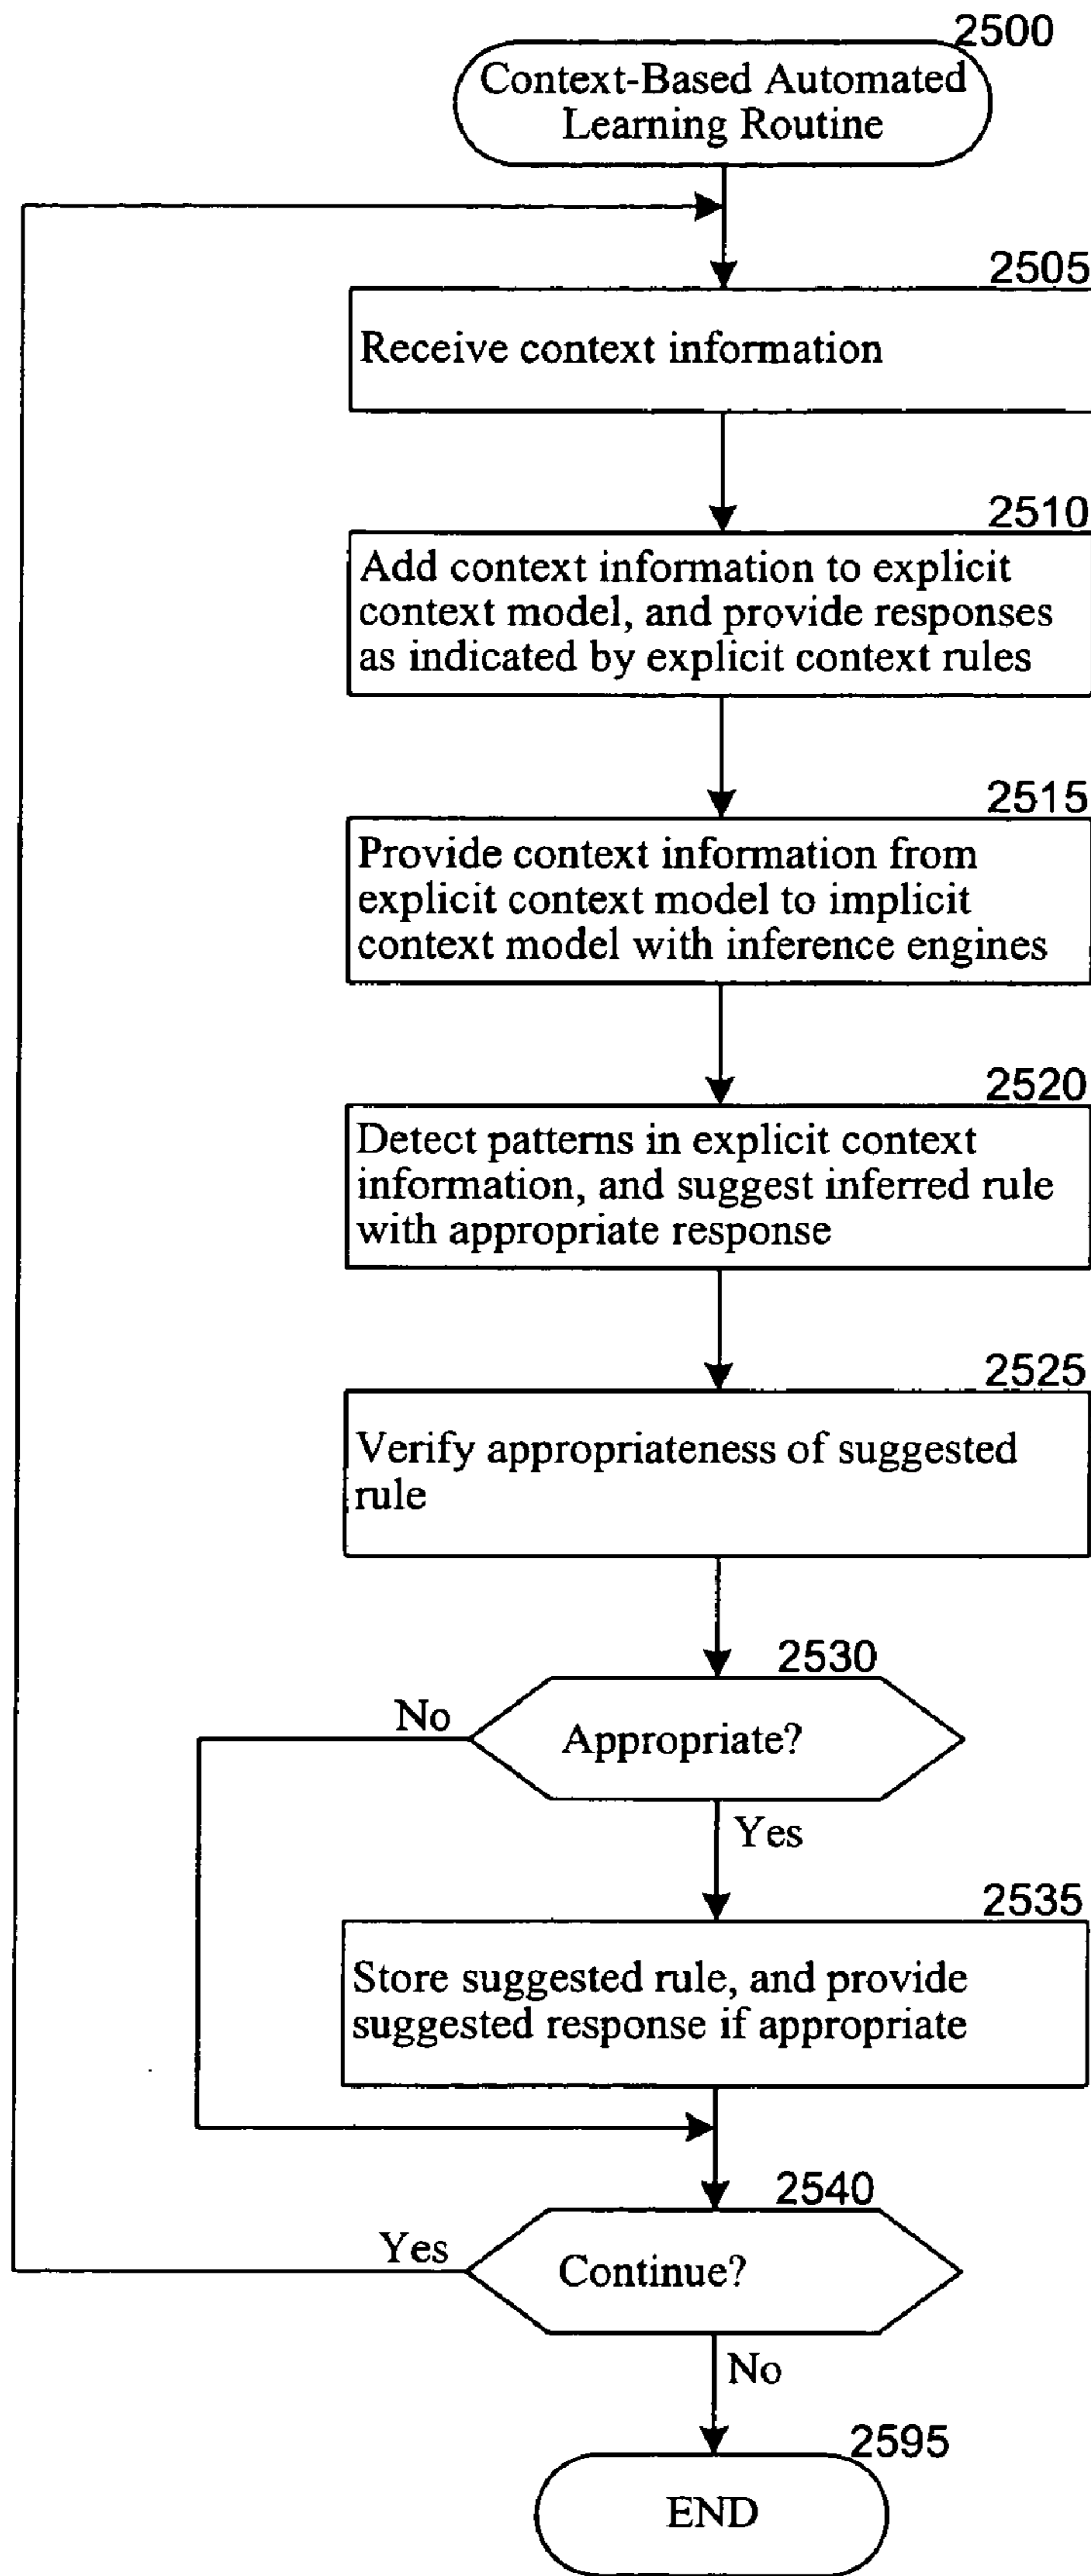 2500
Context-Based Automated
Learning Routine
2505
Receive context information
2510
Add context information to explicit
context model, and provide responses
as indicated by explicit context rules
2515
Provide context information from
explicit context model to implicit
context model with inference engines
2520
Detect patterns in explicit context
information, and suggest inferred rule
with appropriate response
2525
Verify appropriateness of suggested
rule
2530
No
Appropriate?
Yes
2535
Store suggested rule, and provide
suggested response if appropriate
2540
Yes
Continue?
No
2595
END